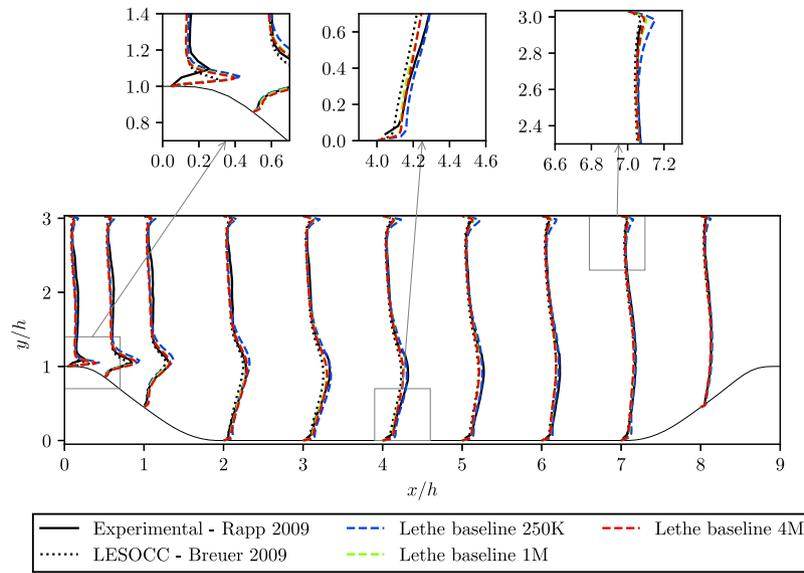 1.4
1.2
1.0
0.8
0.0 0.2 0.4 0.6
0.6
0.4
0.2
0.0
4.0 4.2 4.4 4.6
3.0
2.8
2.6
2.4
6.6 6.8 7.0 7.2
3
2
1
0
y/h
0 1 2 3 4 5 6 7 8 9
x/h
Experimental - Rapp 2009
LESOCC - Breuer 2009
Lethe baseline 250K
Lethe baseline 1M
Lethe baseline 4M